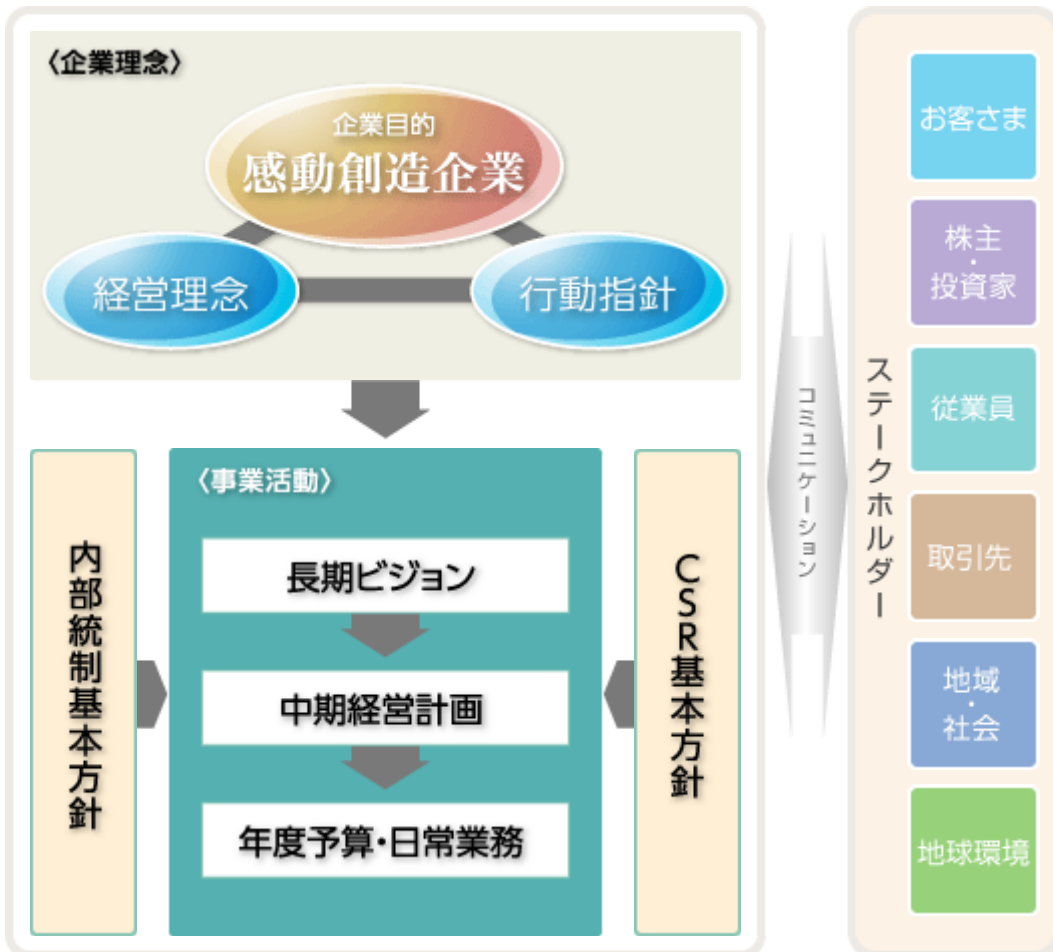 〈企業理念〉
企業目的
感動創造企業
経営理念
行動指針
内部統制基本方針
〈事業活動〉
長期ビジョン
中期経営計画
年度予算・日常業務
CSR基本方針
コミュニケーション
ステークホルダー
お客さま
株主
・
投資家
従業員
取引先
地域
・
社会
地球環境